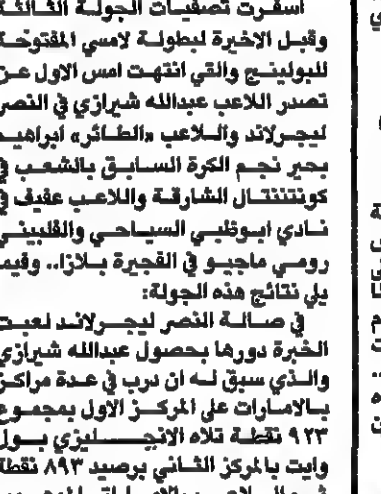 اسفرت تصفيات الجولة الثالثة
وقبل الاخيرة لبطولة لامسي المفتوحة
للبولينج والتي انتهت امس الاول عن
تصدر اللاعب عبدالله شيرازي في النصر
ليجرلاند واللاعب «الطائر» ابراهيم
بحير نجم الكرة السابق بالشعب في
كونتننتال الشارقة واللاعب عفيف في
نادي ابوظبي السياحي والفلبيني
رومي ماجيو في الفجيرة بلازا.. وفيما
يلي نتائج هذه الجولة:
في صالة النصر ليجرلاند لعبت
الخبرة دورها بحصول عبدالله شيرازي
والذي سبق له ان درب في عدة مراكز
بالامارات على المركز الاول بمجموع
٩٢٣ نقطة تلاه الانجليزي بول
وايت بالمركز الثاني برصيد ٨٩٣ نقطة